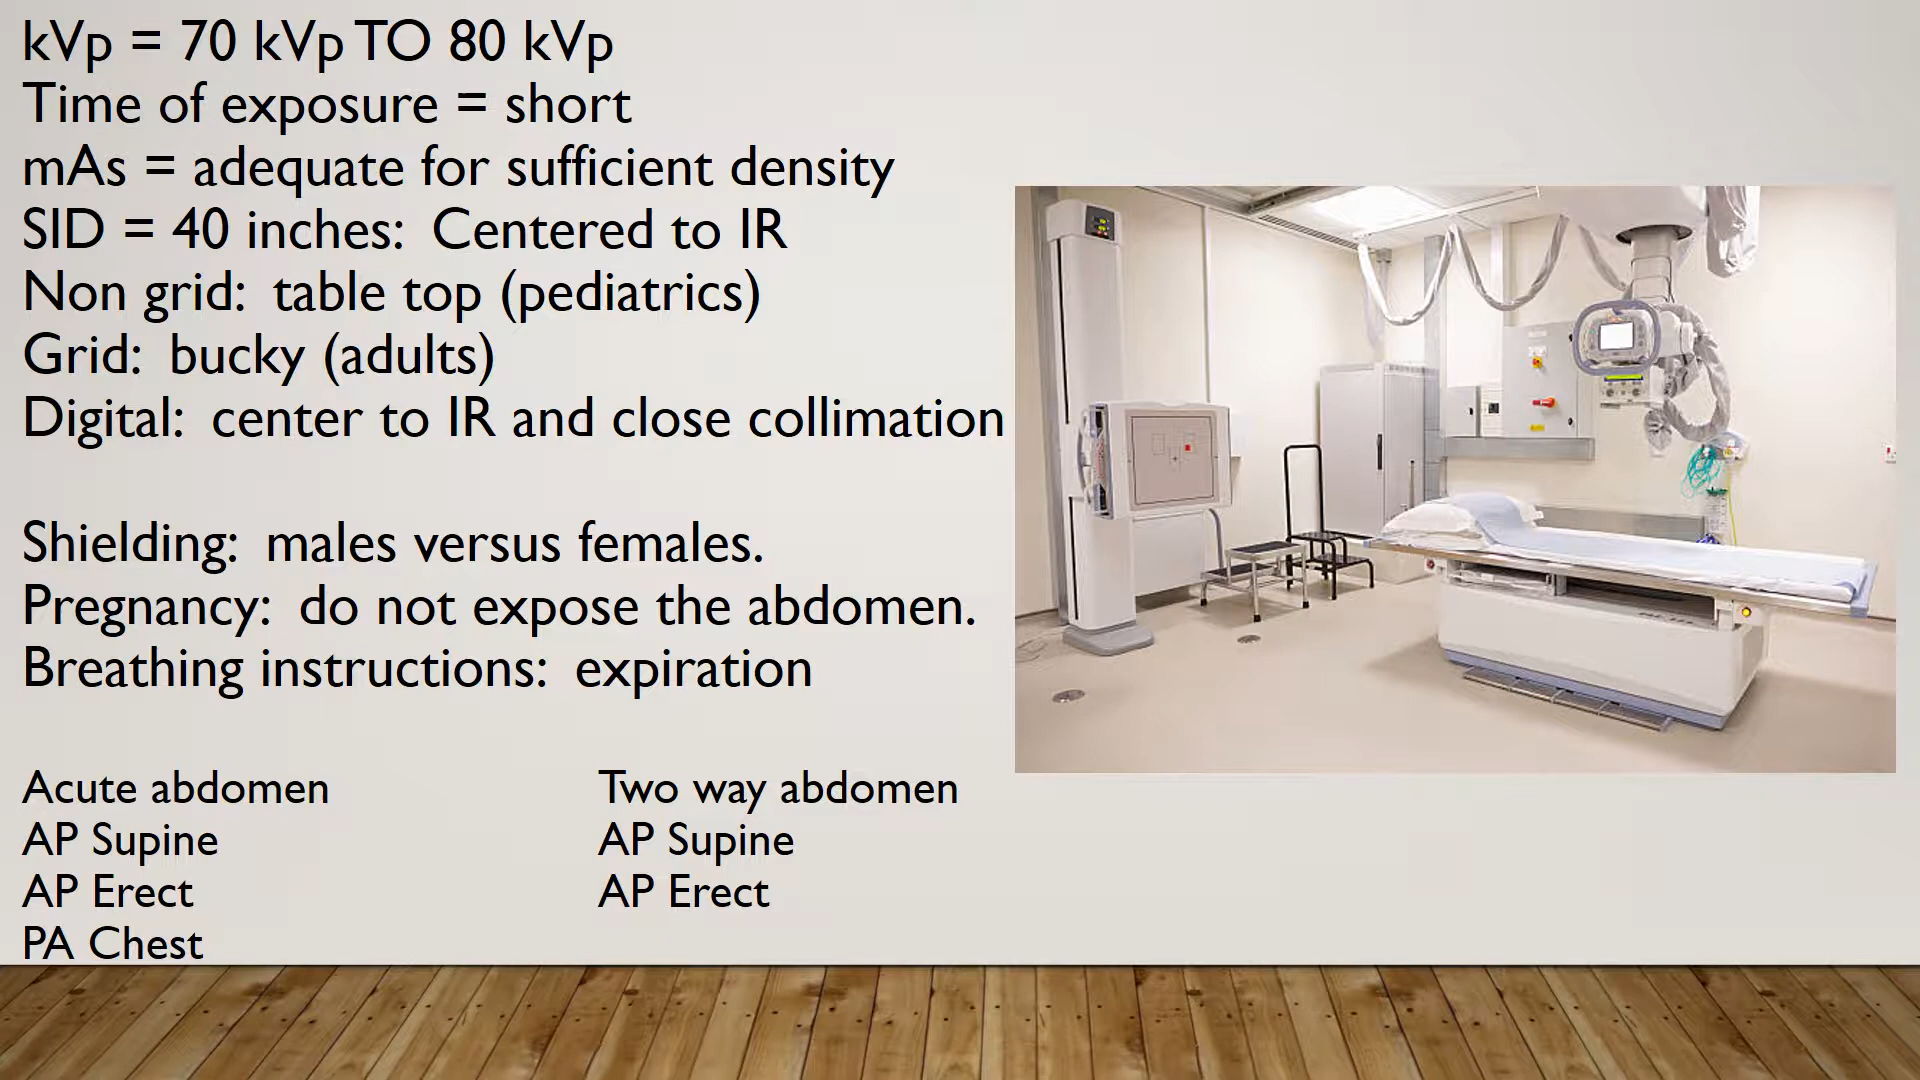 kVp = 70 kVp TO 80 kVp
Time of exposure = short
mAs = adequate for sufficient density
SID = 40 inches:  Centered to IR
Non grid:  table top (pediatrics)
Grid:  bucky (adults)
Digital:  center to IR and close collimation
Shielding:  males versus females.
Pregnancy:  do not expose the abdomen.
Breathing instructions:  expiration
Acute abdomen
AP Supine
AP Erect
PA Chest
Two way abdomen
AP Supine
AP Erect